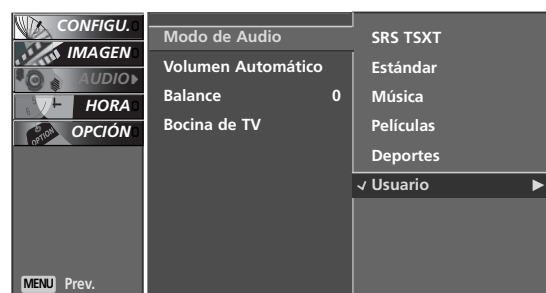 CONFIGU.
IMAGEN
AUDIO
HORA
OPCIÓN
OPTION
MENU Prev.
Modo de Audio
Volumen Automático
Balance 0
Bocina de TV
SRS TSXT
Estándar
Música
Películas
Deportes
✓ Usuario ▶